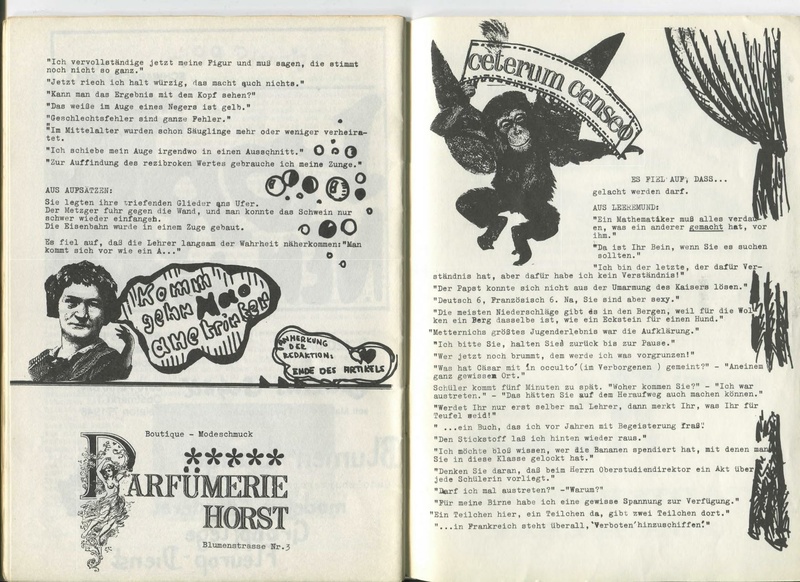 "Ich vervollständige jetzt meine Figur und muß sagen, die stimmt
noch nicht so ganz."
"Jetzt riech ich halt würzig, das macht auch nichts."
"Kann man das Ergebnis mit dem Kopf sehen?"
"Das weiße im Auge eines Negers ist gelb."
"Geschlechtsfehler sind ganze Fehler."
"Im Mittelalter wurden schon Säuglinge mehr oder weniger verheira-
tet.
"Ich schiebe mein Auge irgendwo in einen Ausschnitt."
"Zur Auffindung des rezibroken Wertes gebrauche ich meine Zunge."
AUS AUFSÄTZEN:
Sie legten ihre triefenden Glieder ans Ufer.
Der Metzger fuhr gegen die Wand, und man konnte das Schwein nur
schwer wieder einfangen.
Die Eisenbahn wurde in einem Zuge gebaut.
Es fiel auf, daß die Lehrer langsam der Wahrheit näherkommen:"Man
kommt sich vor wie ein A..."
Komm
gehn Mao
alle trinken
ANMERKUNG
DER
REDAKTION:
ENDE DES ARTIKELS
Boutique - Modeschmuck
*****
PARFÜMERIE
HORST
Blumenstrasse Nr.3
ceterum censeo
ES FIEL AUF, DASS...
gelacht werden darf.
AUS LEHRERMUND:
"Ein Mathematiker muß alles verdau-
en, was ein anderer gemacht hat, vor
ihm."
"Da ist Ihr Bein, wenn Sie es suchen
sollten."
"Ich bin der letzte, der dafür Ver-
ständnis hat, aber dafür habe ich kein Verständnis!"
"Der Papst konnte sich nicht aus der Umarmung des Kaisers lösen."
"Deutsch 6, Französisch 6. Na, Sie sind aber sexy."
"Die meisten Niederschläge gibt es in den Bergen, weil für die Wol-
ken ein Berg dasselbe ist, wie ein Eckstein für einen Hund."
"Metternichs größtes Jugenderlebnis war die Aufklärung."
"Ich bitte Sie, halten Sies zurück bis zur Pause."
"Wer jetzt noch brummt, dem werde ich was vorgrunzen!"
"Was hat Cäsar mit 'in occulto'(im Verborgenen) gemeint?" - "Aneinem
ganz gewissen Ort."
Schüler kommt fünf Minuten zu spät. "Woher kommen Sie?" - "Ich war
austreten." - "Das hätten Sie auf dem Heraufweg auch machen können."
"Werdet Ihr nur erst selber mal Lehrer, dann merkt Ihr, was Ihr für
Teufel weid!"
" ...ein Buch, das ich vor Jahren mit Begeisterung fraß."
"Den Stickstoff laß ich hinten wieder raus."
"Ich möchte bloß wissen, wer die Bananen spendiert hat, mit denen man
Sie in diese Klasse gelockt hat."
"Denken Sie daran, daß beim Herrn Oberstudiendirektor ein Akt über
jede Schülerin vorliegt."
"Darf ich mal austreten?" -"Warum?"
"Für meine Birne habe ich eine gewisse Spannung zur Verfügung."
"Ein Teilchen hier, ein Teilchen da, gibt zwei Teilchen dort."
"...in Frankreich steht überall,'Verboten'hinzuschiffen!"